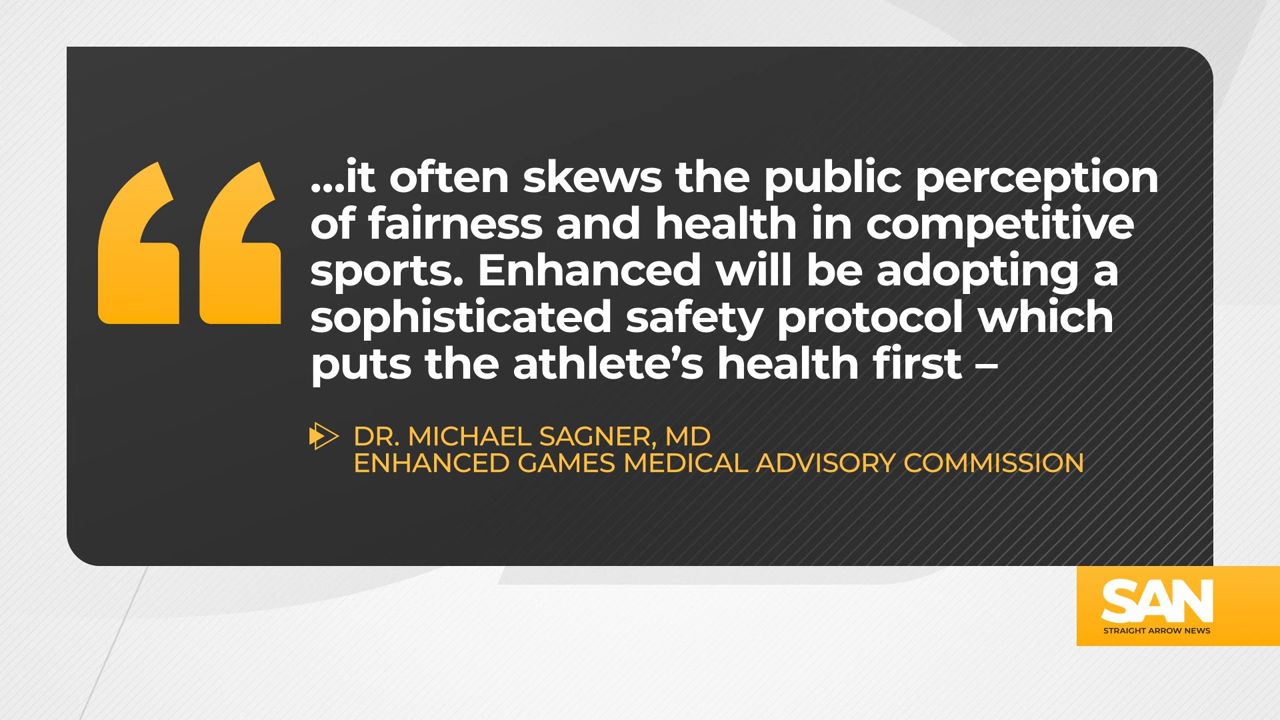 ...it often skews the public perception
of fairness and health in competitive
sports. Enhanced will be adopting a
sophisticated safety protocol which
puts the athlete’s health first –
DR. MICHAEL SAGNER, MD
ENHANCED GAMES MEDICAL ADVISORY COMMISSION
SAN
STRAIGHT ARROW NEWS